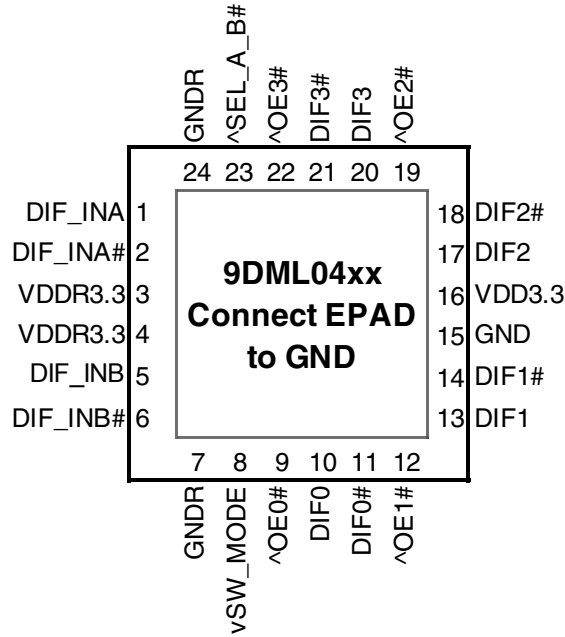 GNDR
^SEL_A_B#
^OE3#
DIF3#
DIF3
^OE2#
24 23 22 21 20 19
DIF_INA 1
DIF_INA# 2
VDDR3.3 3
VDDR3.3 4
DIF_INB 5
DIF_INB# 6
9DML04xx
Connect EPAD
to GND
18 DIF2#
17 DIF2
16 VDD3.3
15 GND
14 DIF1#
13 DIF1
7 8 9 10 11 12
GNDR
vSW_MODE
^OE0#
DIF0
DIF0#
^OE1#